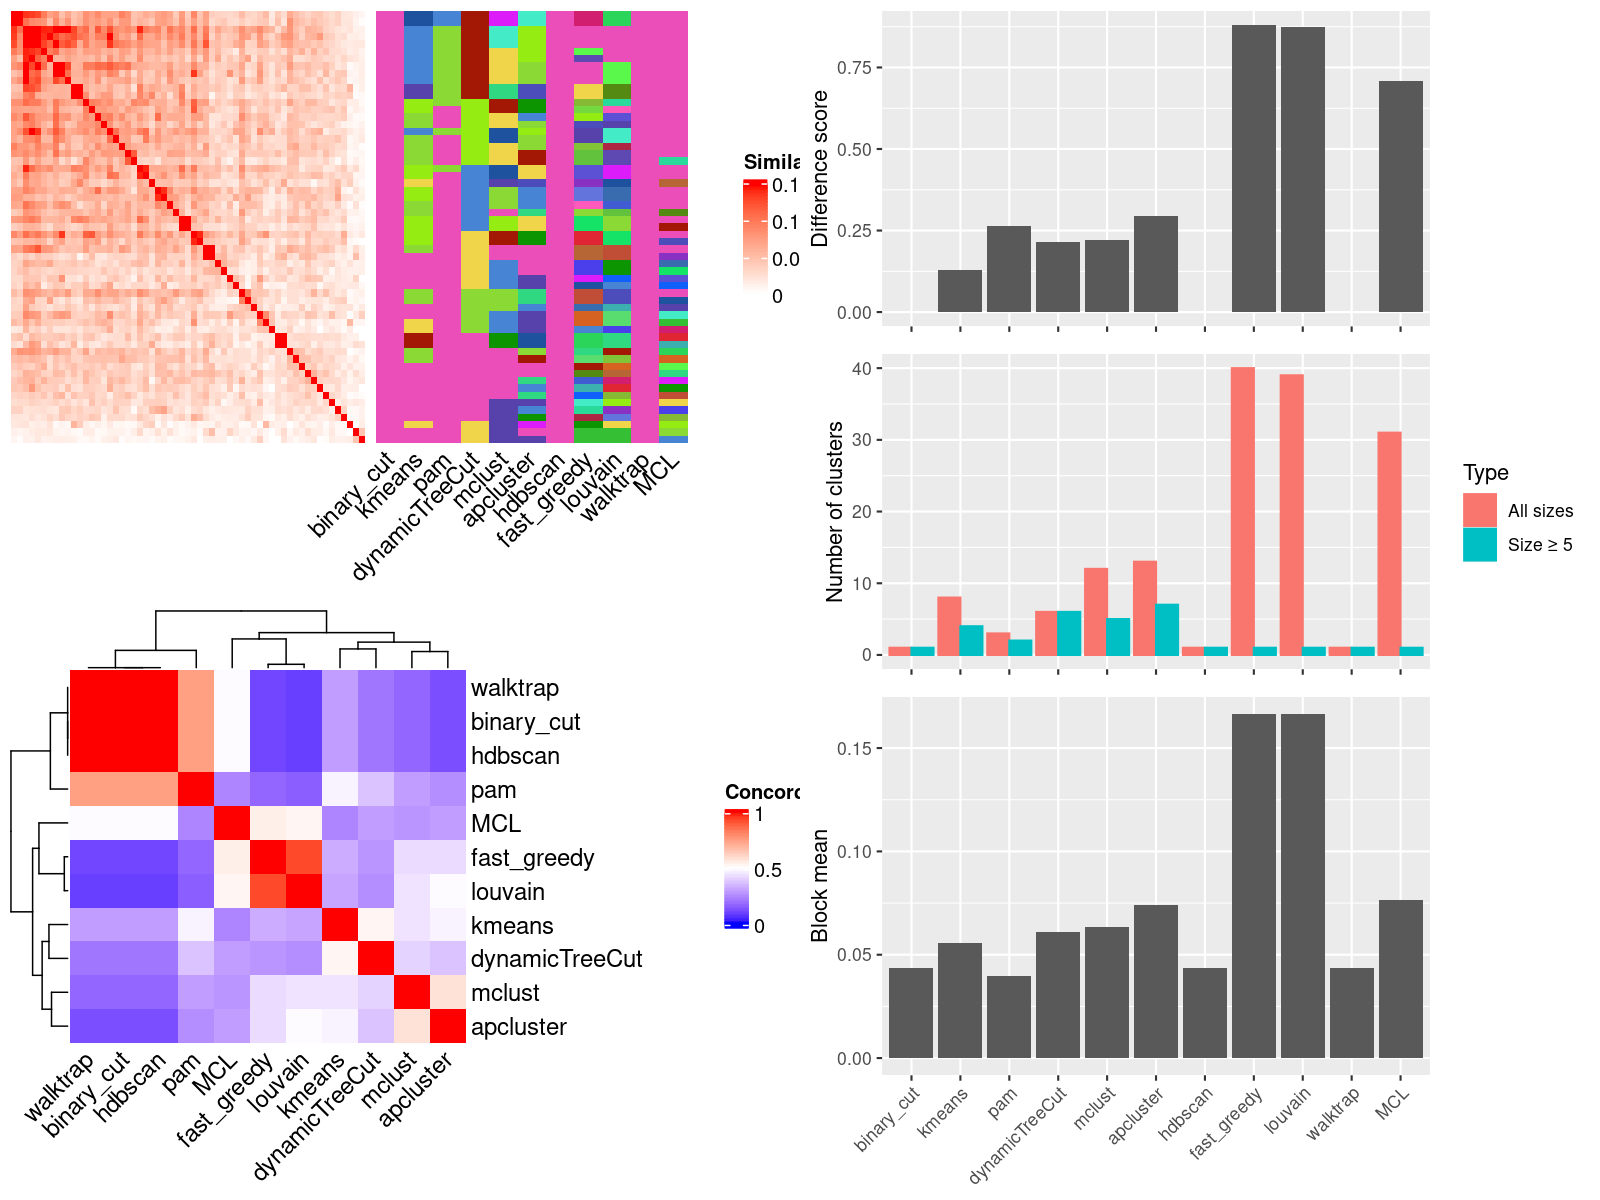 Simila
0.1
0.1
0.0
0
binary_cut
kmeans
pam
dynamicTreeCut
mclust
apcluster
hdbscan
fast_greedy
louvain
walktrap
MCL
walktrap
binary_cut
hdbscan
pam
MCL
fast_greedy
louvain
kmeans
dynamicTreeCut
mclust
apcluster
walktrap
binary_cut
hdbscan
pam
MCL
fast_greedy
louvain
kmeans
dynamicTreeCut
mclust
apcluster
Concord
1
0.5
0
Difference score
0.75
0.50
0.25
0.00
Number of clusters
40
30
20
10
0
Type
All sizes
Size ≥ 5
Block mean
0.15
0.10
0.05
0.00
binary_cut
kmeans
pam
dynamicTreeCut
mclust
apcluster
hdbscan
fast_greedy
louvain
walktrap
MCL